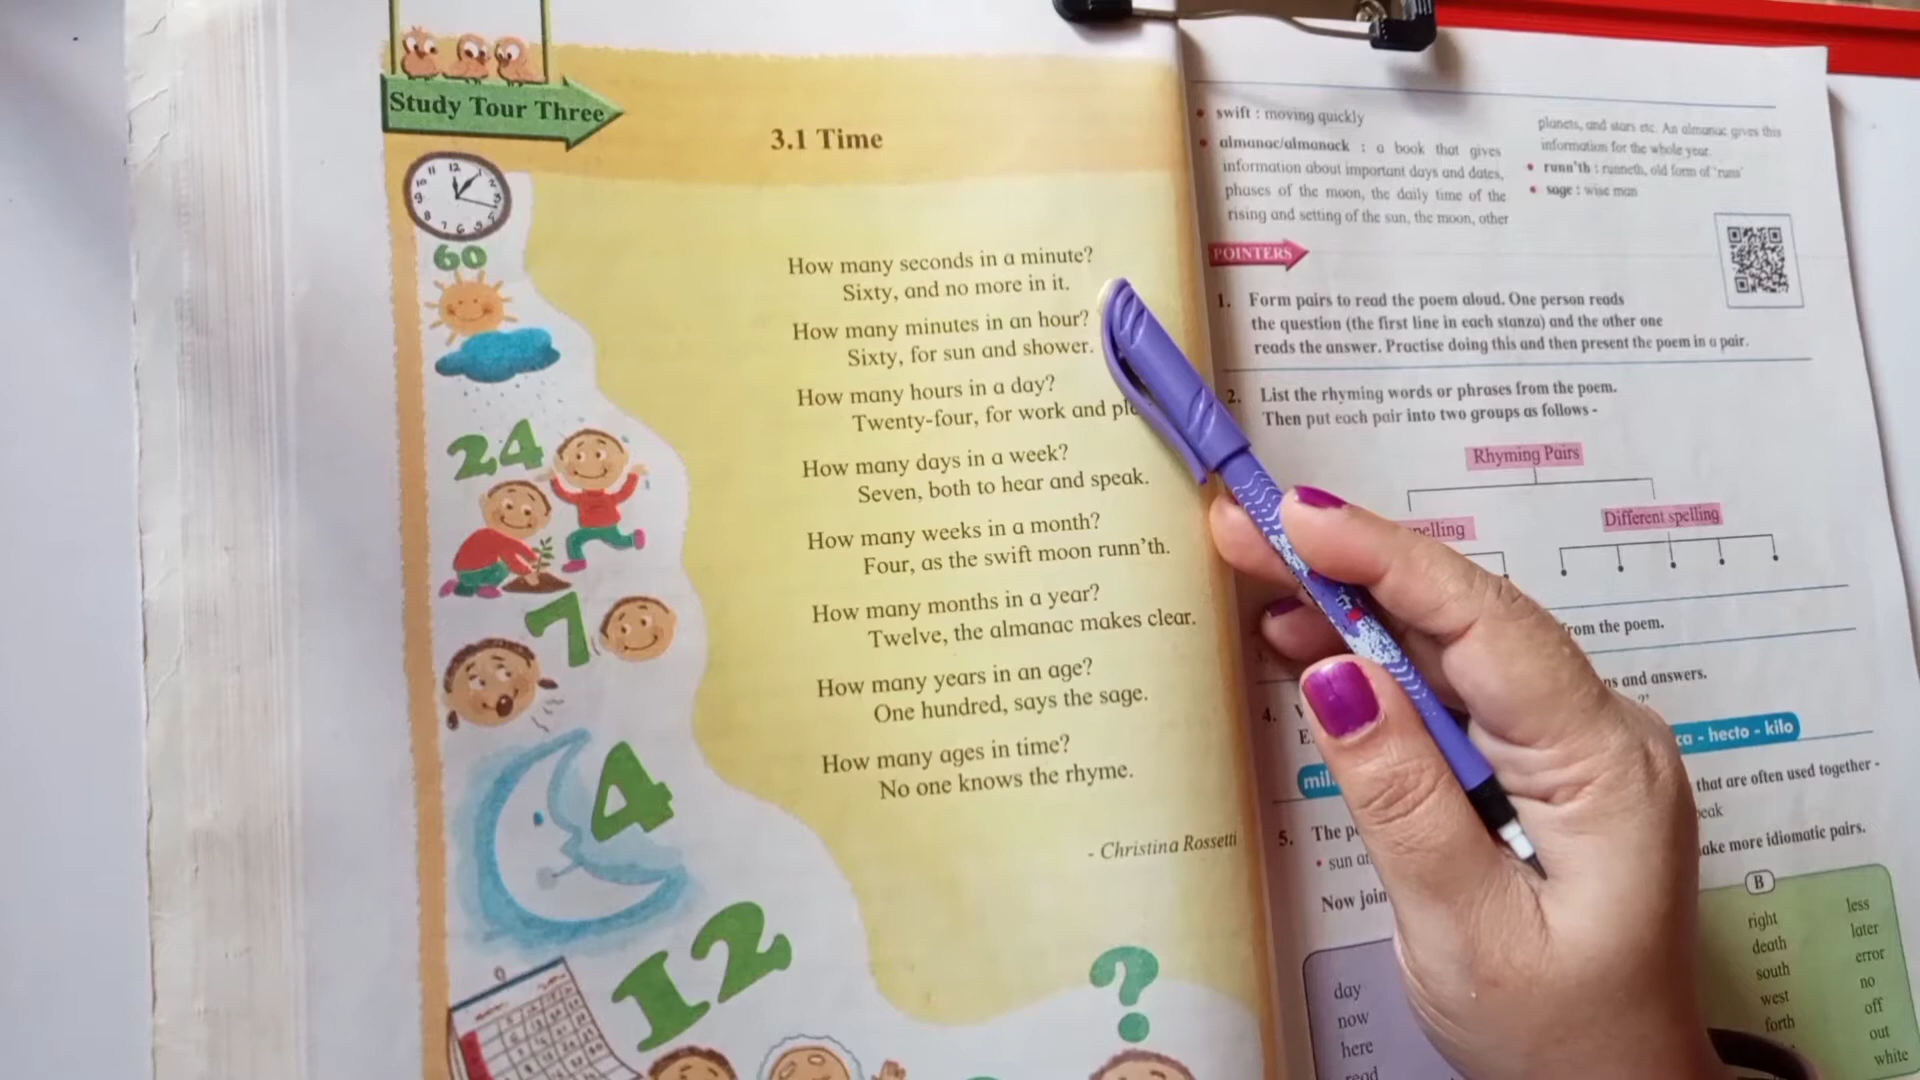 Study Tour Three
3.1 Time
60
24
7
4
12
?
How many seconds in a minute?
Sixty, and no more in it.
How many minutes in an hour?
Sixty, for sun and shower.
How many hours in a day?
Twenty-four, for work and
How many days in a week?
Seven, both to hear and speak.
How many weeks in a month?
Four, as the swift moon runn'th.
How many months in a year?
Twelve, the almanac makes clear.
How many years in an age?
One hundred, says the sage.
How many ages in time?
No one knows the rhyme.
- Christina Rossetti
• swift : moving quickly
• almanac/almanack : a book that gives
information about important days and dates,
phases of the moon, the daily time of the
rising and setting of the sun, the moon, other
planets, and stars etc. An almanac gives this
information for the whole year.
• runn'th : runneth, old form of 'runs'
• sage : wise man
POINTERS
1. Form pairs to read the poem aloud. One person reads
the question (the first line in each stanza) and the other one
reads the answer. Practise doing this and then present the poem in a pair.
2. List the rhyming words or phrases from the poem.
Then put each pair into two groups as follows -
Rhyming Pairs
Different spelling
from the poem.
3.
and answers.
4.
- hecto - kilo
that are often used together -
5. The
• sun
more idiomatic pairs.
Now join
B
day
now
here
read
right
death
south
west
forth
less
later
error
no
off
out
white